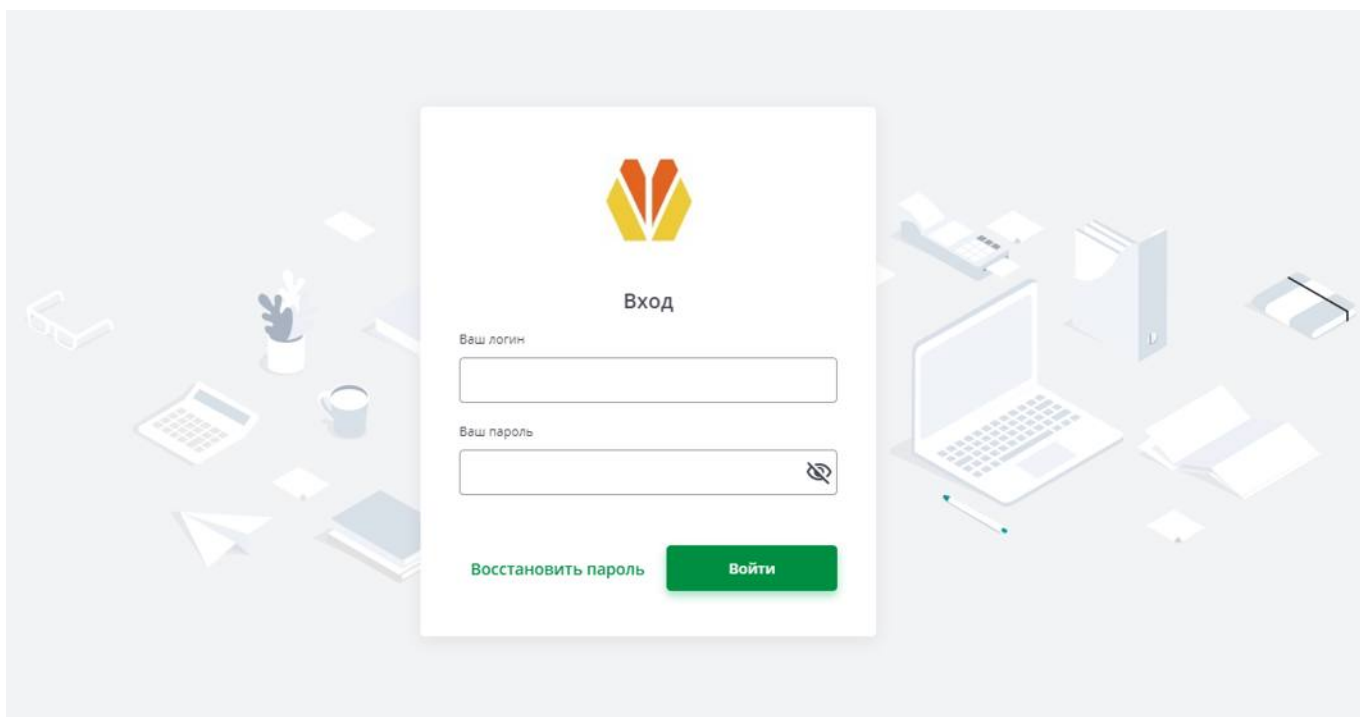 Вход
Ваш логин
Ваш пароль
Восстановить пароль
Войти